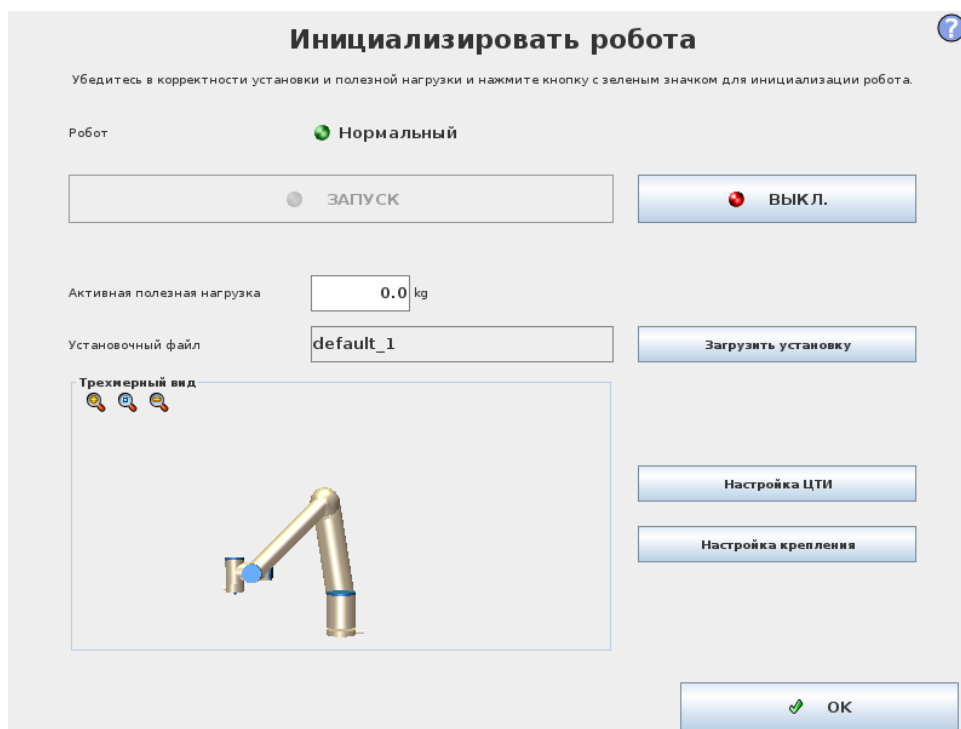 Инициализировать робота
?
Убедитесь в корректности установки и полезной нагрузки и нажмите кнопку с зеленым значком для инициализации робота.
Робот Нормальный
ЗАПУСК ВЫКЛ.
Активная полезная нагрузка 0.0 kg
Установочный файл default_1 Загрузить установку
Трехмерный вид
Настройка ЦТИ
Настройка крепления
OK